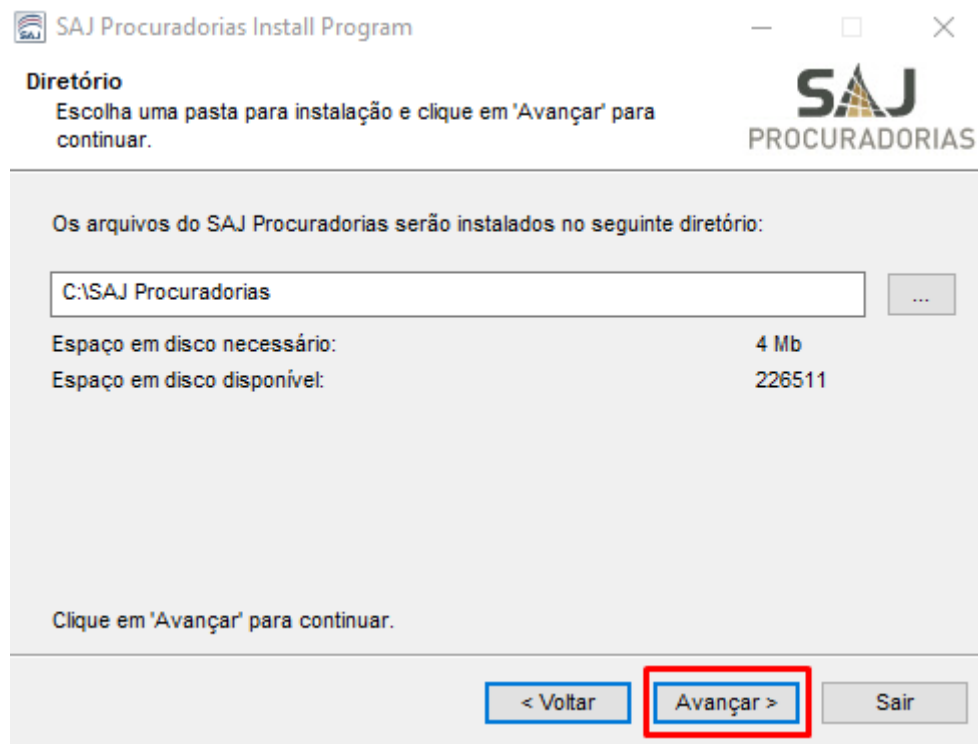 SAJ
SAJ Procuradorias Install Program
Diretório
Escolha uma pasta para instalação e clique em 'Avançar' para
continuar.
SAJ
PROCURADORIAS
Os arquivos do SAJ Procuradorias serão instalados no seguinte diretório:
C:\SAJ Procuradorias
...
Espaço em disco necessário: 4 Mb
Espaço em disco disponível: 226511
Clique em 'Avançar' para continuar.
< Voltar Avançar > Sair